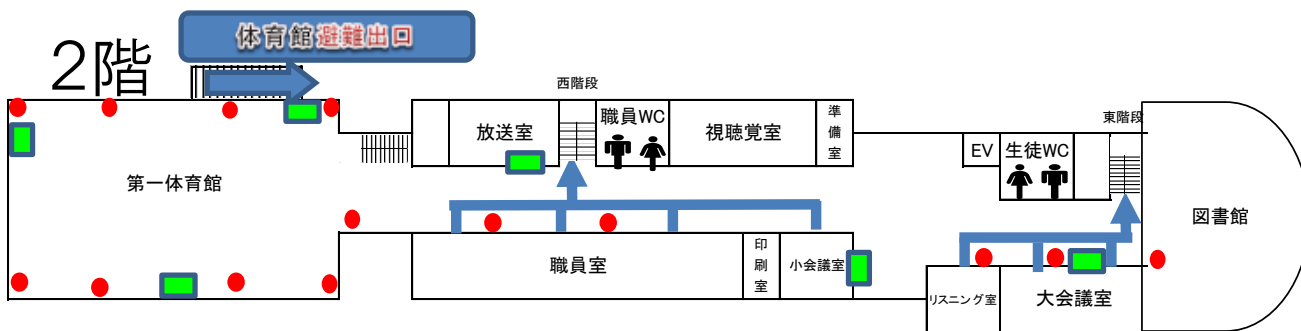 体育館避難出口
2階
西階段
放送室
職員WC
視聴覚室
準備室
東階段
EV
生徒WC
第一体育館
図書館
職員室
印刷室
小会議室
リスニング室
大会議室